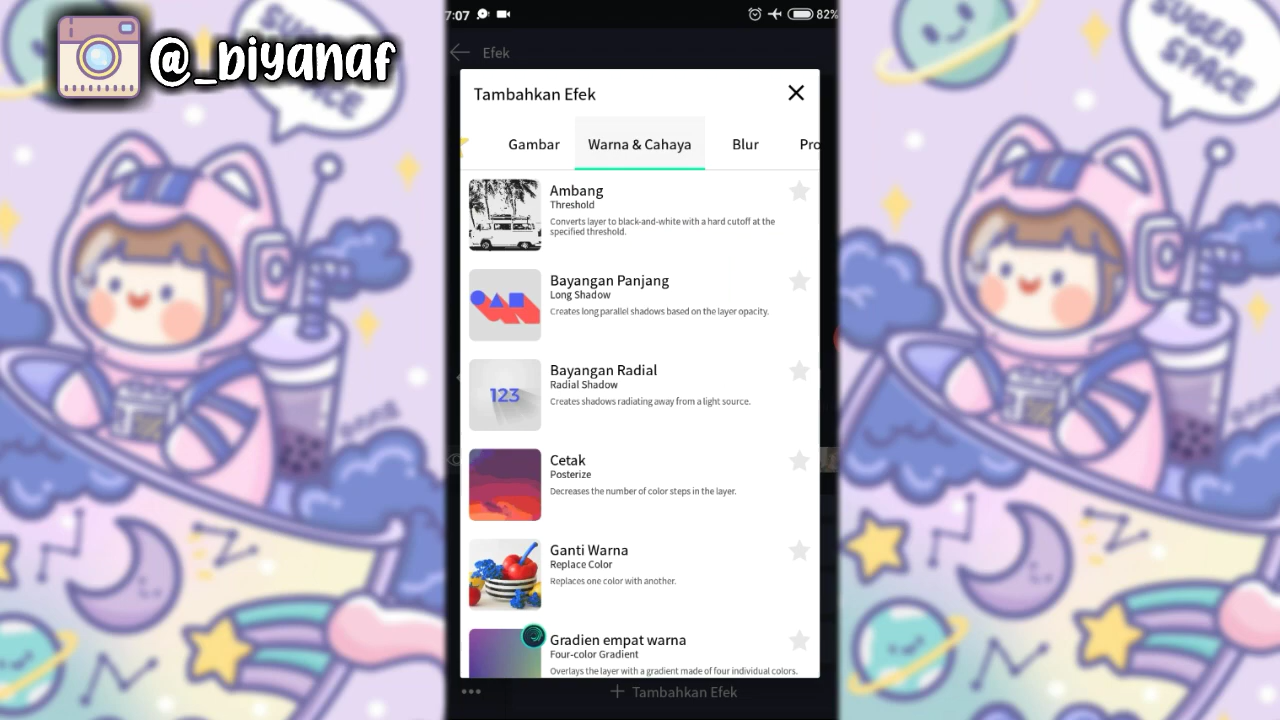 @_biyanaf
SUGER
SPACE
7:07
82%
Efek
Tambahkan Efek
Gambar
Warna & Cahaya
Blur
Pro
Ambang
Threshold
Converts layer to black-and-white with a hard cutoff at the
specified threshold.
Bayangan Panjang
Long Shadow
Creates long parallel shadows based on the layer opacity.
Bayangan Radial
Radial Shadow
Creates shadows radiating away from a light source.
123
Cetak
Posterize
Decreases the number of color steps in the layer.
Ganti Warna
Replace Color
Replaces one color with another.
Gradien empat warna
Four-color Gradient
Overlays the layer with a gradient made of four individual colors.
Tambahkan Efek